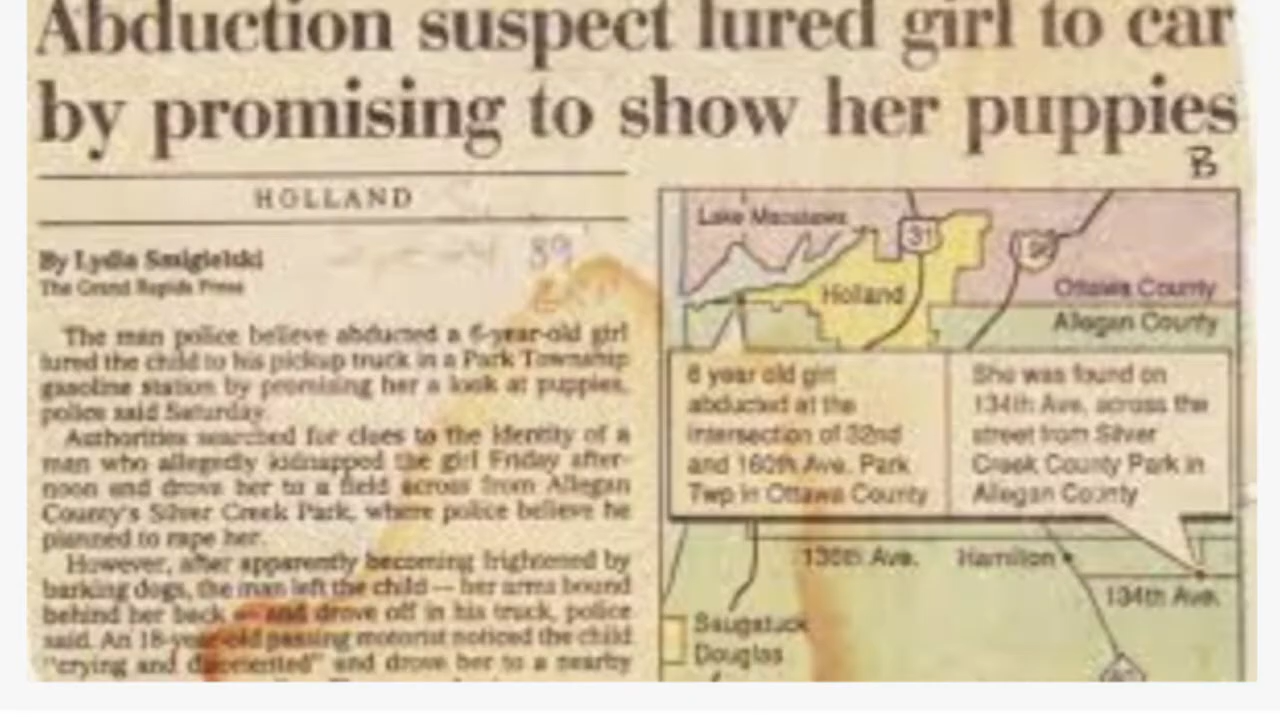 Abduction suspect lured girl to car
by promising to show her puppies
B
HOLLAND
89
By Lydia Smigielski
The Grand Rapids Press
The man police believe abducted a 6-year-old girl
lured the child to his pickup truck in a Park Township
gasoline station by promising her a look at puppies,
police said Saturday.
Authorities searched for clues to the identity of a
man who allegedly kidnapped the girl Friday after-
noon and drove her to a field across from Allegan
County's Silver Creek Park, where police believe he
planned to rape her.
However, after apparently becoming frightened by
barking dogs, the man left the child — her arms bound
behind her back — and drove off in his truck, police
said. An 18-year-old passing motorist noticed the child
"crying and disoriented" and drove her to a nearby
Lake Macatawa
31
196
Holland
Ottawa County
Allegan County
6 year old girl
abducted at the
intersection of 32nd
and 160th Ave. Park
Twp in Ottawa County
She was found on
134th Ave. across the
street from Silver
Creek County Park in
Allegan County
136th Ave.
Hamilton
134th Ave.
Saugatuck
Douglas